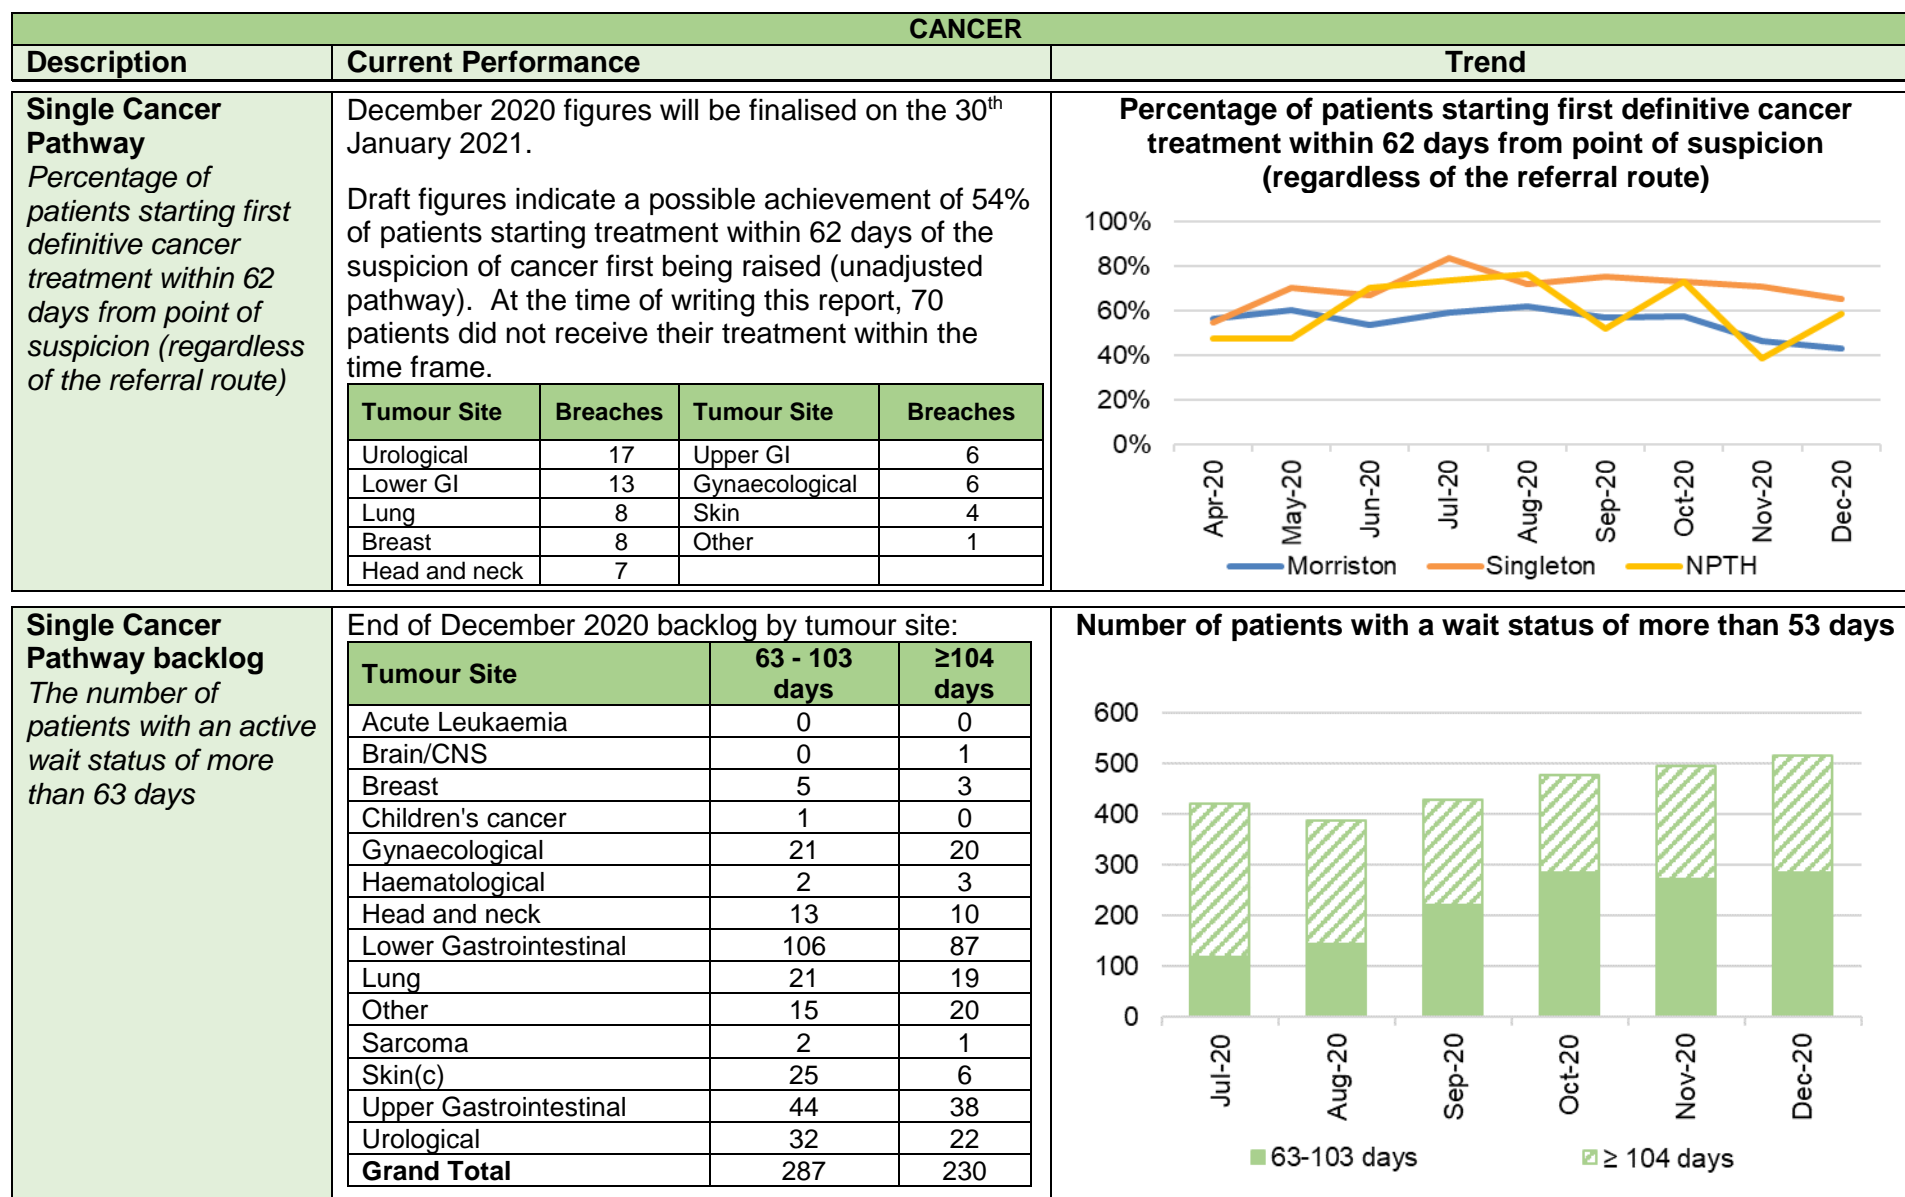 CANCER
Description Current Performance Trend
Single Cancer
Pathway
Percentage of
patients starting first
definitive cancer
treatment within 62
days from point of
suspicion (regardless
of the referral route)
December 2020 figures will be finalised on the 30th
January 2021.
Draft figures indicate a possible achievement of 54%
of patients starting treatment within 62 days of the
suspicion of cancer first being raised (unadjusted
pathway). At the time of writing this report, 70
patients did not receive their treatment within the
time frame.
Tumour Site Breaches Tumour Site Breaches
Urological 17 Upper GI 6
Lower GI 13 Gynaecological 6
Lung 8 Skin 4
Breast 8 Other 1
Head and neck 7
Percentage of patients starting first definitive cancer
treatment within 62 days from point of suspicion
(regardless of the referral route)
100%
80%
60%
40%
20%
0%
Apr-20 May-20 Jun-20 Jul-20 Aug-20 Sep-20 Oct-20 Nov-20 Dec-20
Morriston Singleton NPTH
Single Cancer
Pathway backlog
The number of
patients with an active
wait status of more
than 63 days
End of December 2020 backlog by tumour site:
Tumour Site 63 - 103 days ≥104 days
Acute Leukaemia 0 0
Brain/CNS 0 1
Breast 5 3
Children's cancer 1 0
Gynaecological 21 20
Haematological 2 3
Head and neck 13 10
Lower Gastrointestinal 106 87
Lung 21 19
Other 15 20
Sarcoma 2 1
Skin(c) 25 6
Upper Gastrointestinal 44 38
Urological 32 22
Grand Total 287 230
Number of patients with a wait status of more than 53 days
600
500
400
300
200
100
0
Jul-20 Aug-20 Sep-20 Oct-20 Nov-20 Dec-20
63-103 days ≥ 104 days